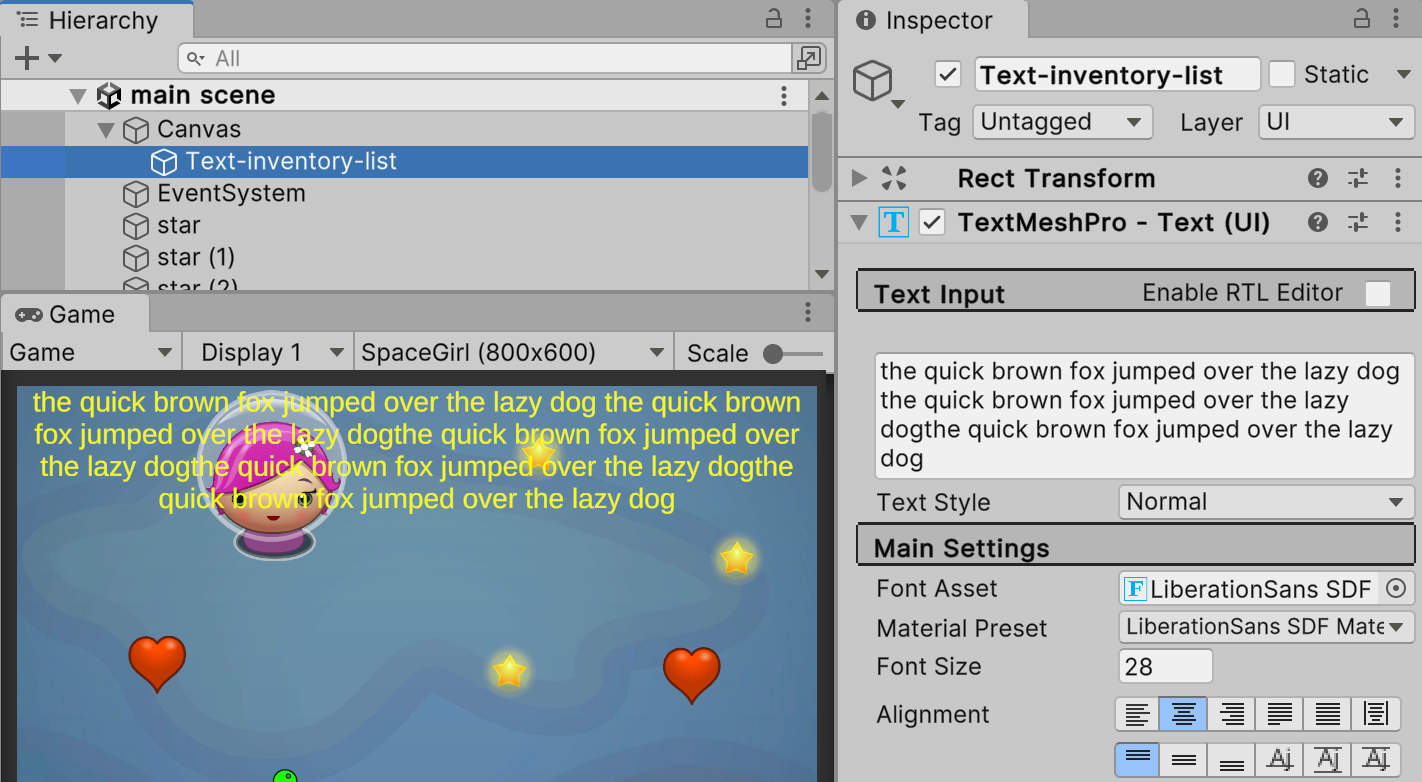 Hierarchy
All
main scene
Canvas
Text-inventory-list
EventSystem
star
star (1)
star (2)
Game
Game Display 1 SpaceGirl (800x600) Scale
the quick brown fox jumped over the lazy dog the quick brown
fox jumped over the lazy dogthe quick brown fox jumped over
the lazy dogthe quick brown fox jumped over the lazy dogthe
quick brown fox jumped over the lazy dog
Inspector
Text-inventory-list Static
Tag Untagged Layer UI
Rect Transform
T TextMeshPro - Text (UI)
Text Input Enable RTL Editor
the quick brown fox jumped over the lazy dog
the quick brown fox jumped over the lazy
dogthe quick brown fox jumped over the lazy
dog
Text Style Normal
Main Settings
Font Asset F LiberationSans SDF
Material Preset LiberationSans SDF Mate
Font Size 28
Alignment
Aj Aj Aj